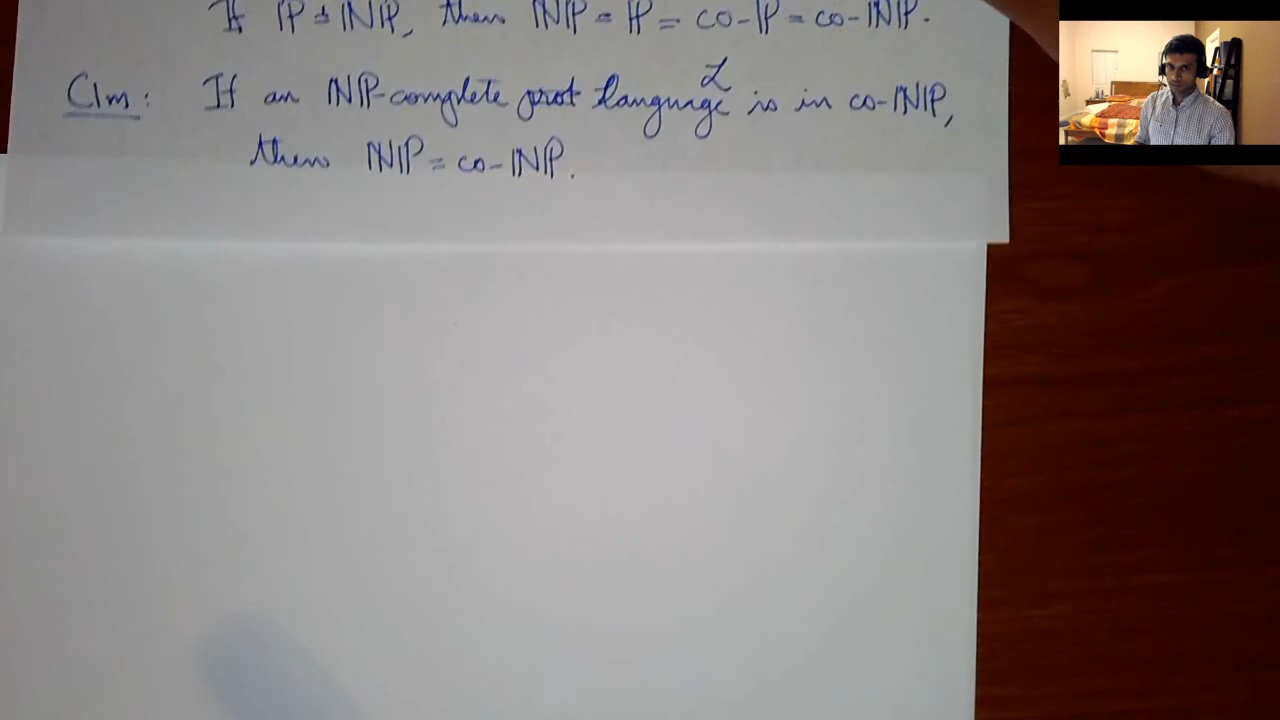 If ℙ = ℕℙ, then ℕℙ = ℙ = co-ℙ = co-ℕℙ.
Clm: If an ℕℙ-complete language L is in co-ℕℙ,
then ℕℙ = co-ℕℙ.